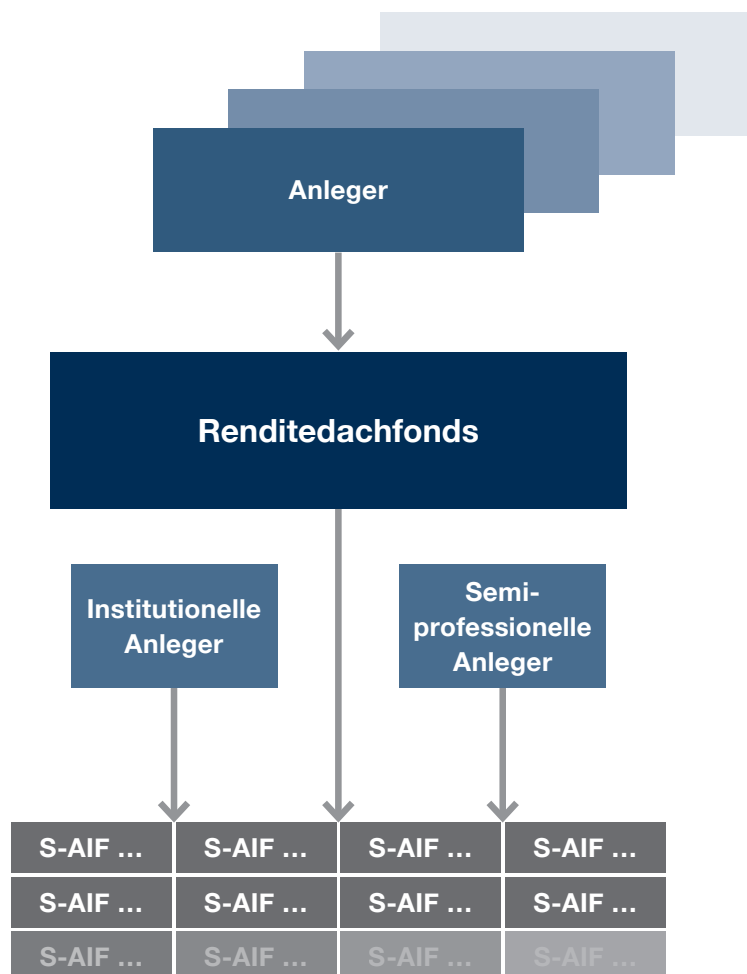 Anleger
Renditedachfonds
Institutionelle
Anleger
Semi-
professionelle
Anleger
S-AIF ... S-AIF ... S-AIF ... S-AIF ...
S-AIF ... S-AIF ... S-AIF ... S-AIF ...
S-AIF ... S-AIF ... S-AIF ... S-AIF ...